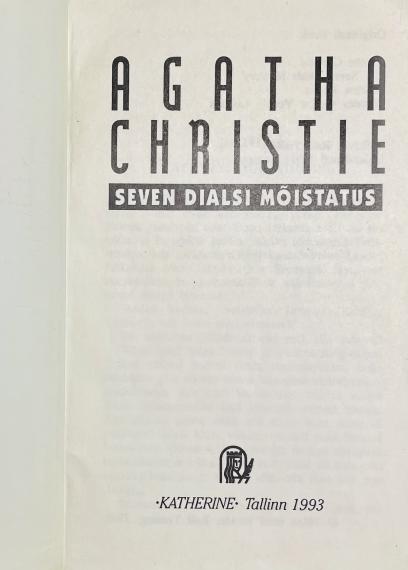 AGATHA
CHRISTIE
SEVEN DIALSI MÕISTATUS
·KATHERINE· Tallinn 1993